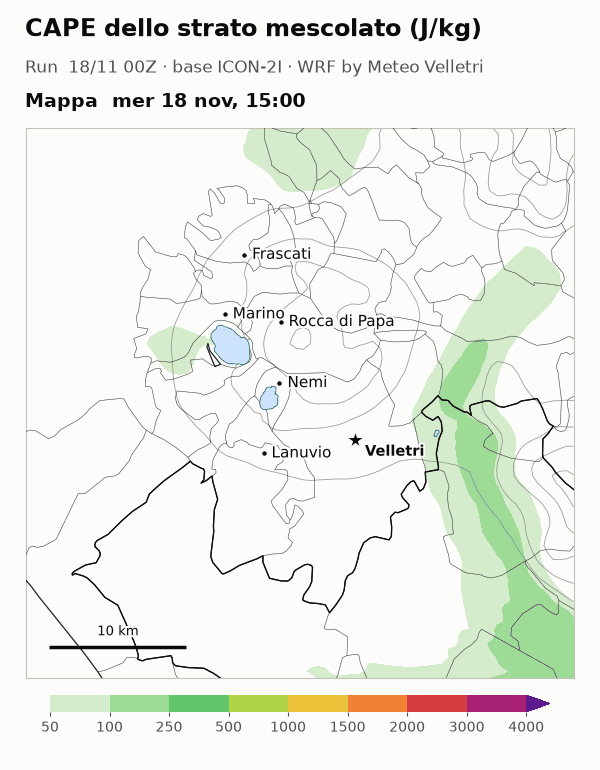 CAPE dello strato mescolato (J/kg)
Run 18/11 00Z · base ICON-2I · WRF by Meteo Velletri
Mappa mer 18 nov, 15:00
Frascati
Marino
Rocca di Papa
Nemi
Velletri
Lanuvio
10 km
50 100 250 500 1000 1500 2000 3000 4000